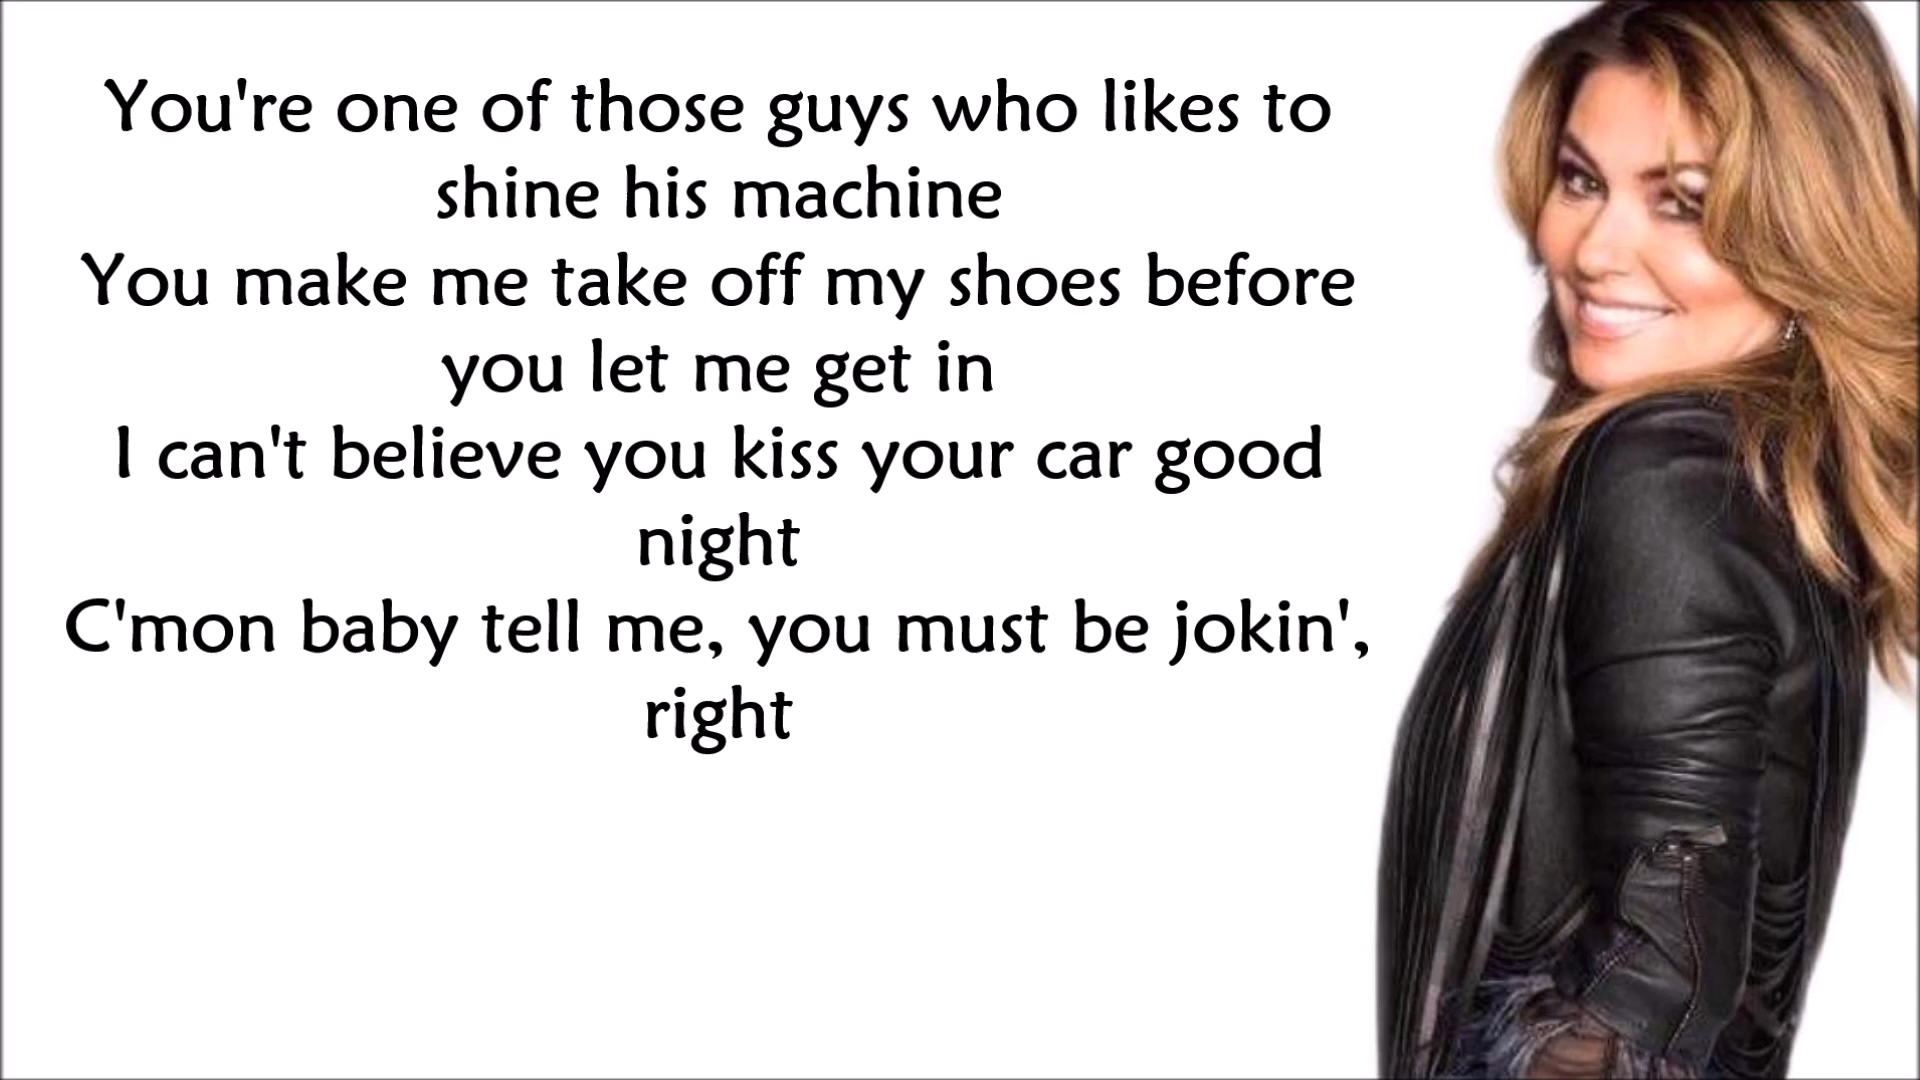 You're one of those guys who likes to
shine his machine
You make me take off my shoes before
you let me get in
I can't believe you kiss your car good
night
C'mon baby tell me, you must be jokin',
right